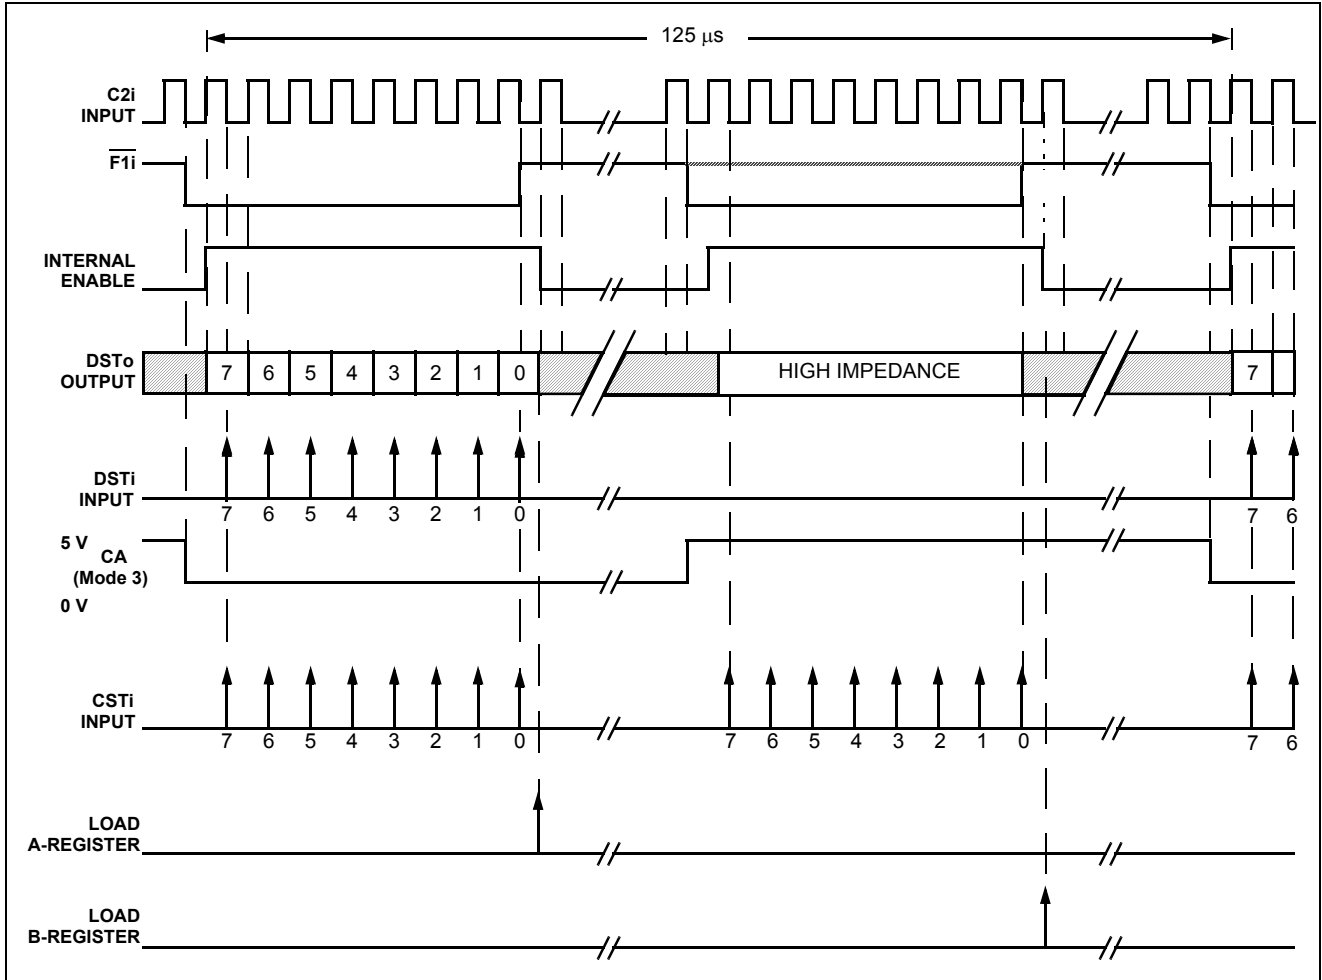 125 μs
C2i
INPUT
F1i
INTERNAL
ENABLE
DSTo
OUTPUT
7 6 5 4 3 2 1 0 HIGH IMPEDANCE 7
DSTi
INPUT
7 6 5 4 3 2 1 0 7 6
5 V
CA
(Mode 3)
0 V
CSTi
INPUT
7 6 5 4 3 2 1 0 7 6 5 4 3 2 1 0 7 6
LOAD
A-REGISTER
LOAD
B-REGISTER